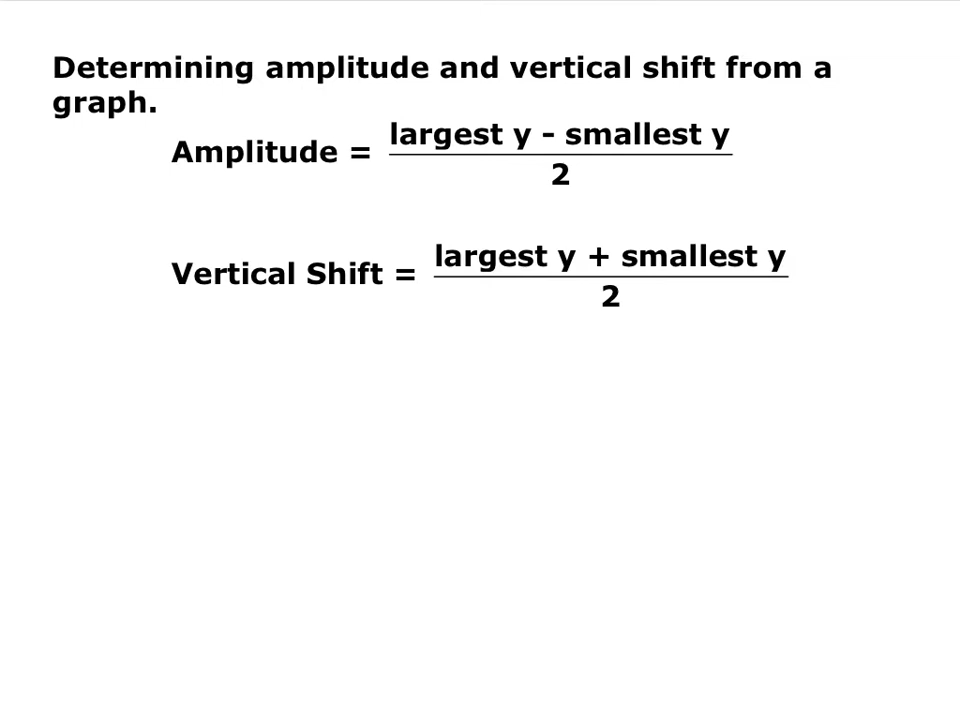 Determining amplitude and vertical shift from a
graph.
largest y - smallest y
Amplitude =
2
largest y + smallest y
Vertical Shift =
2